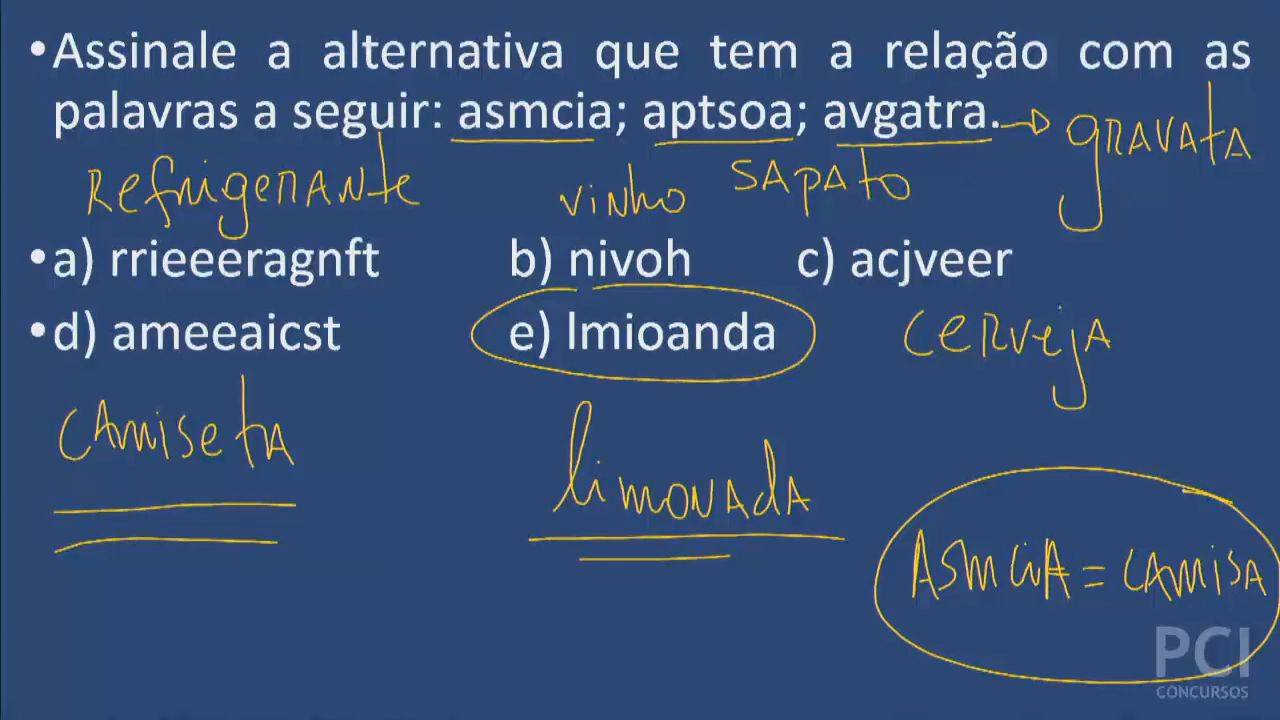 •Assinale a alternativa que tem a relação com as
palavras a seguir: asmcia; aptsoa; avgatra. → gravata
Refrigerante vinho SAPATO
•a) rrieeeragnft b) nivoh c) acjveer
•d) ameeaicst e) lmioanda cerveja
camiseta limonada
ASMCIA = CAMISA
PCI
CONCURSOS